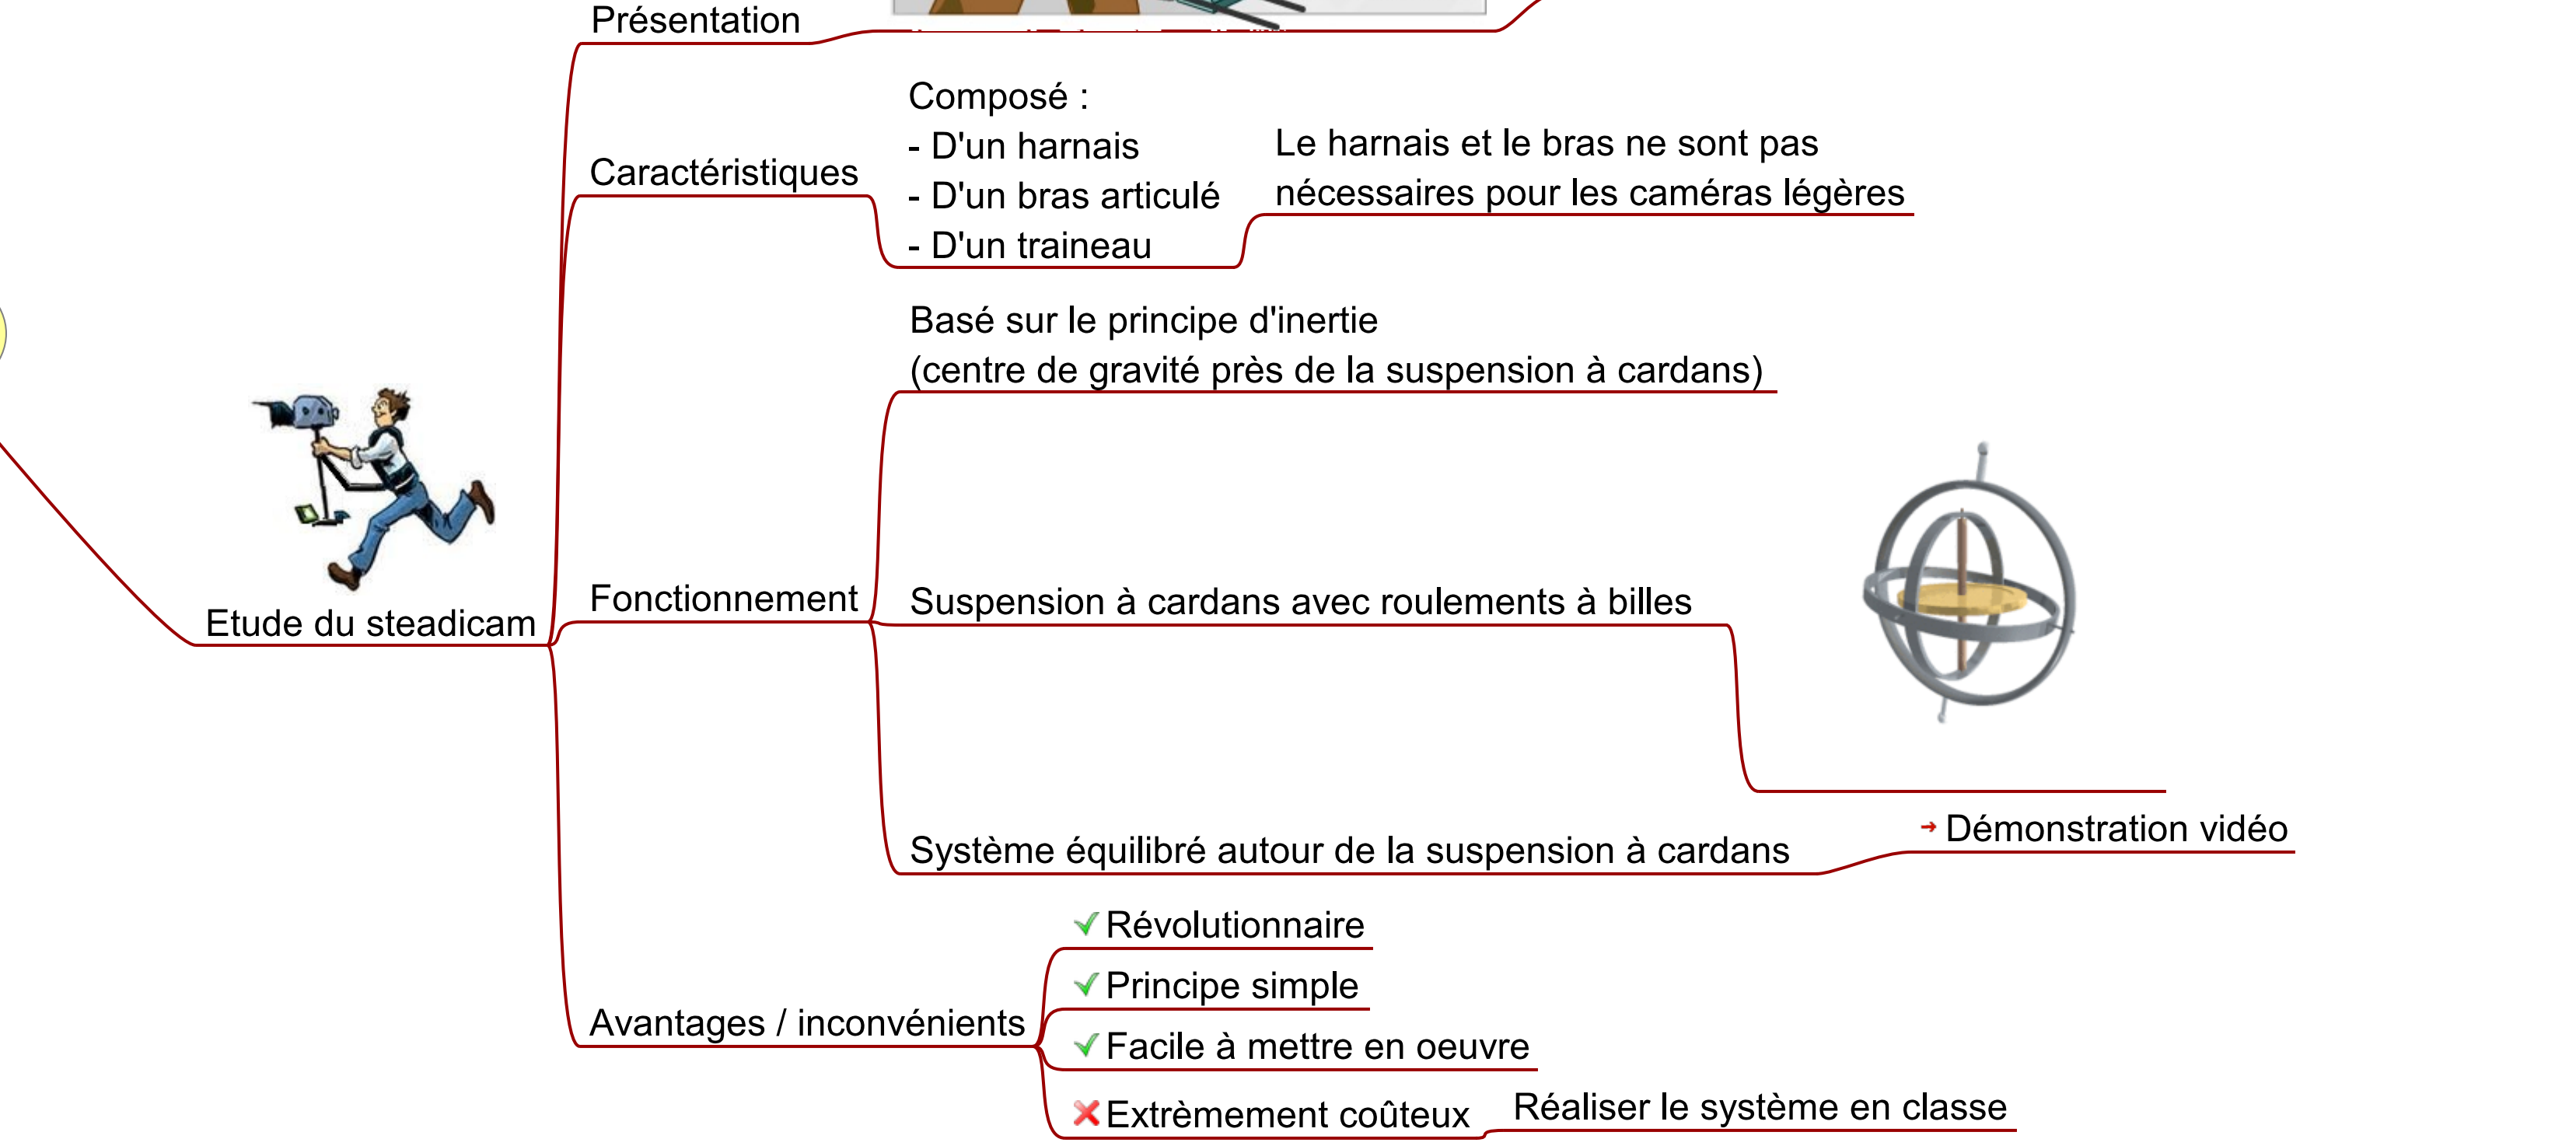 Présentation
Composé :
- D'un harnais
- D'un bras articulé
- D'un traineau
Caractéristiques
Le harnais et le bras ne sont pas
nécessaires pour les caméras légères
Basé sur le principe d'inertie
(centre de gravité près de la suspension à cardans)
Etude du steadicam
Fonctionnement
Suspension à cardans avec roulements à billes
Système équilibré autour de la suspension à cardans
Démonstration vidéo
Avantages / inconvénients
Révolutionnaire
Principe simple
Facile à mettre en oeuvre
Extrèmement coûteux
Réaliser le système en classe